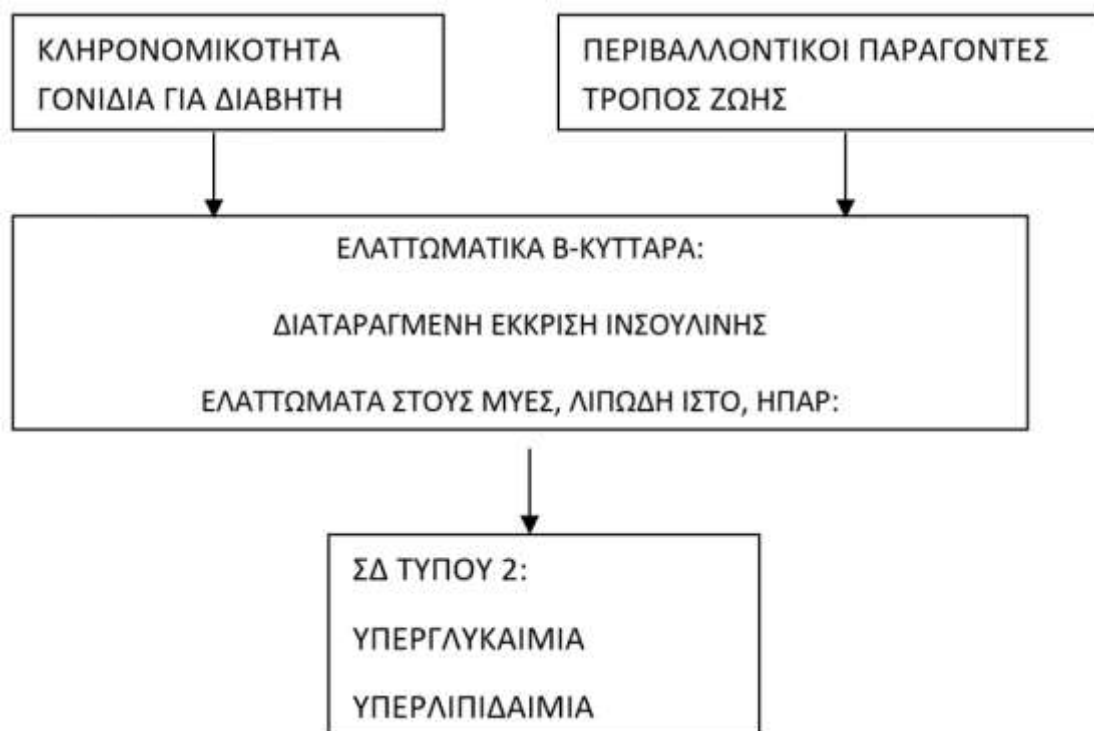 ΚΛΗΡΟΝΟΜΙΚΟΤΗΤΑ
ΓΟΝΙΔΙΑ ΓΙΑ ΔΙΑΒΗΤΗ
ΠΕΡΙΒΑΛΛΟΝΤΙΚΟΙ ΠΑΡΑΓΟΝΤΕΣ
ΤΡΟΠΟΣ ΖΩΗΣ
ΕΛΑΤΤΩΜΑΤΙΚΑ Β-ΚΥΤΤΑΡΑ:
ΔΙΑΤΑΡΑΓΜΕΝΗ ΕΚΚΡΙΣΗ ΙΝΣΟΥΛΙΝΗΣ
ΕΛΑΤΤΩΜΑΤΑ ΣΤΟΥΣ ΜΥΕΣ, ΛΙΠΩΔΗ ΙΣΤΟ, ΗΠΑΡ:
ΣΔ ΤΥΠΟΥ 2:
ΥΠΕΡΓΛΥΚΑΙΜΙΑ
ΥΠΕΡΛΙΠΙΔΑΙΜΙΑ